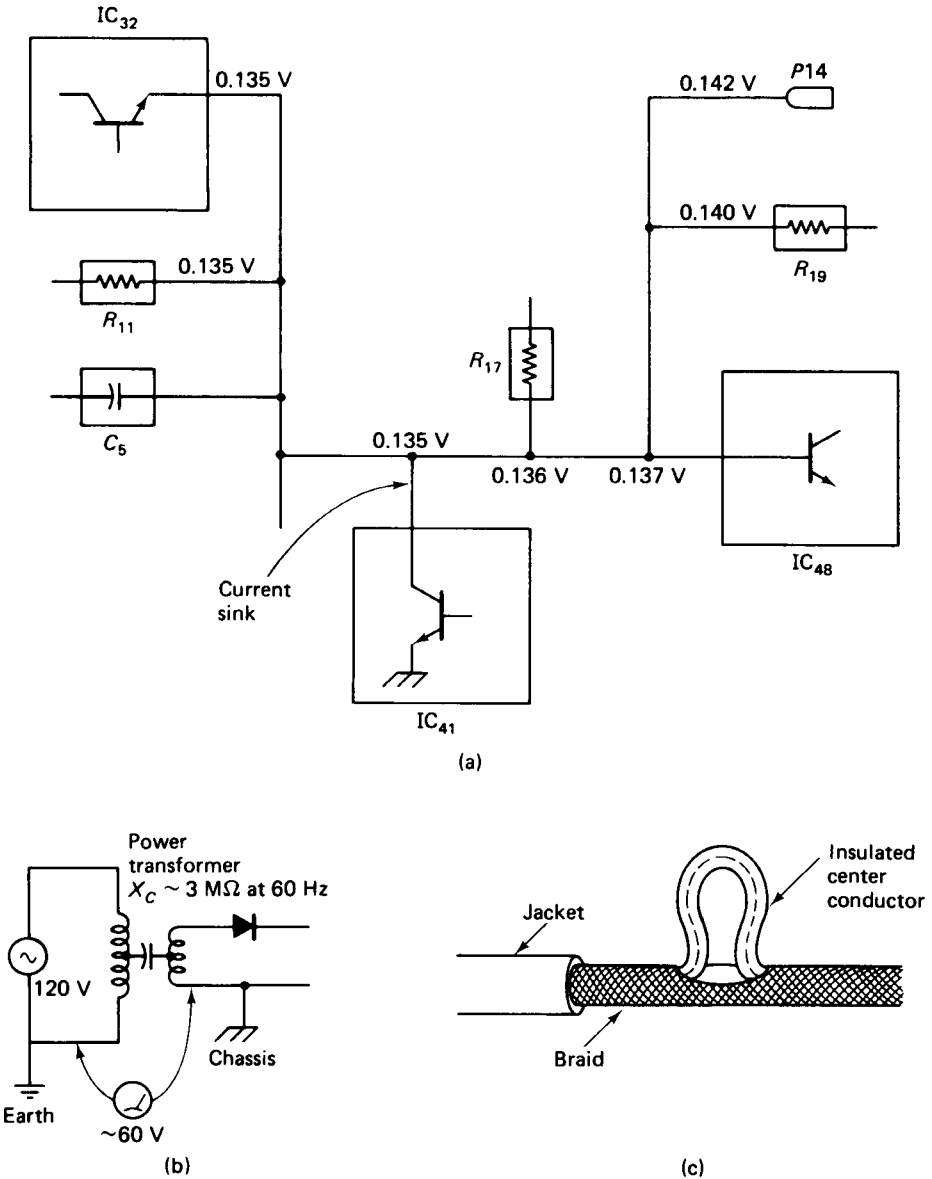 IC32
0.135 V
0.142 V
P14
0.140 V
R19
0.135 V
R11
R17
C5
0.135 V
0.136 V
0.137 V
IC48
Current
sink
IC41
(a)
Power
transformer
XC ~ 3 MΩ at 60 Hz
120 V
Chassis
Earth
~60 V
(b)
Insulated
center
conductor
Jacket
Braid
(c)